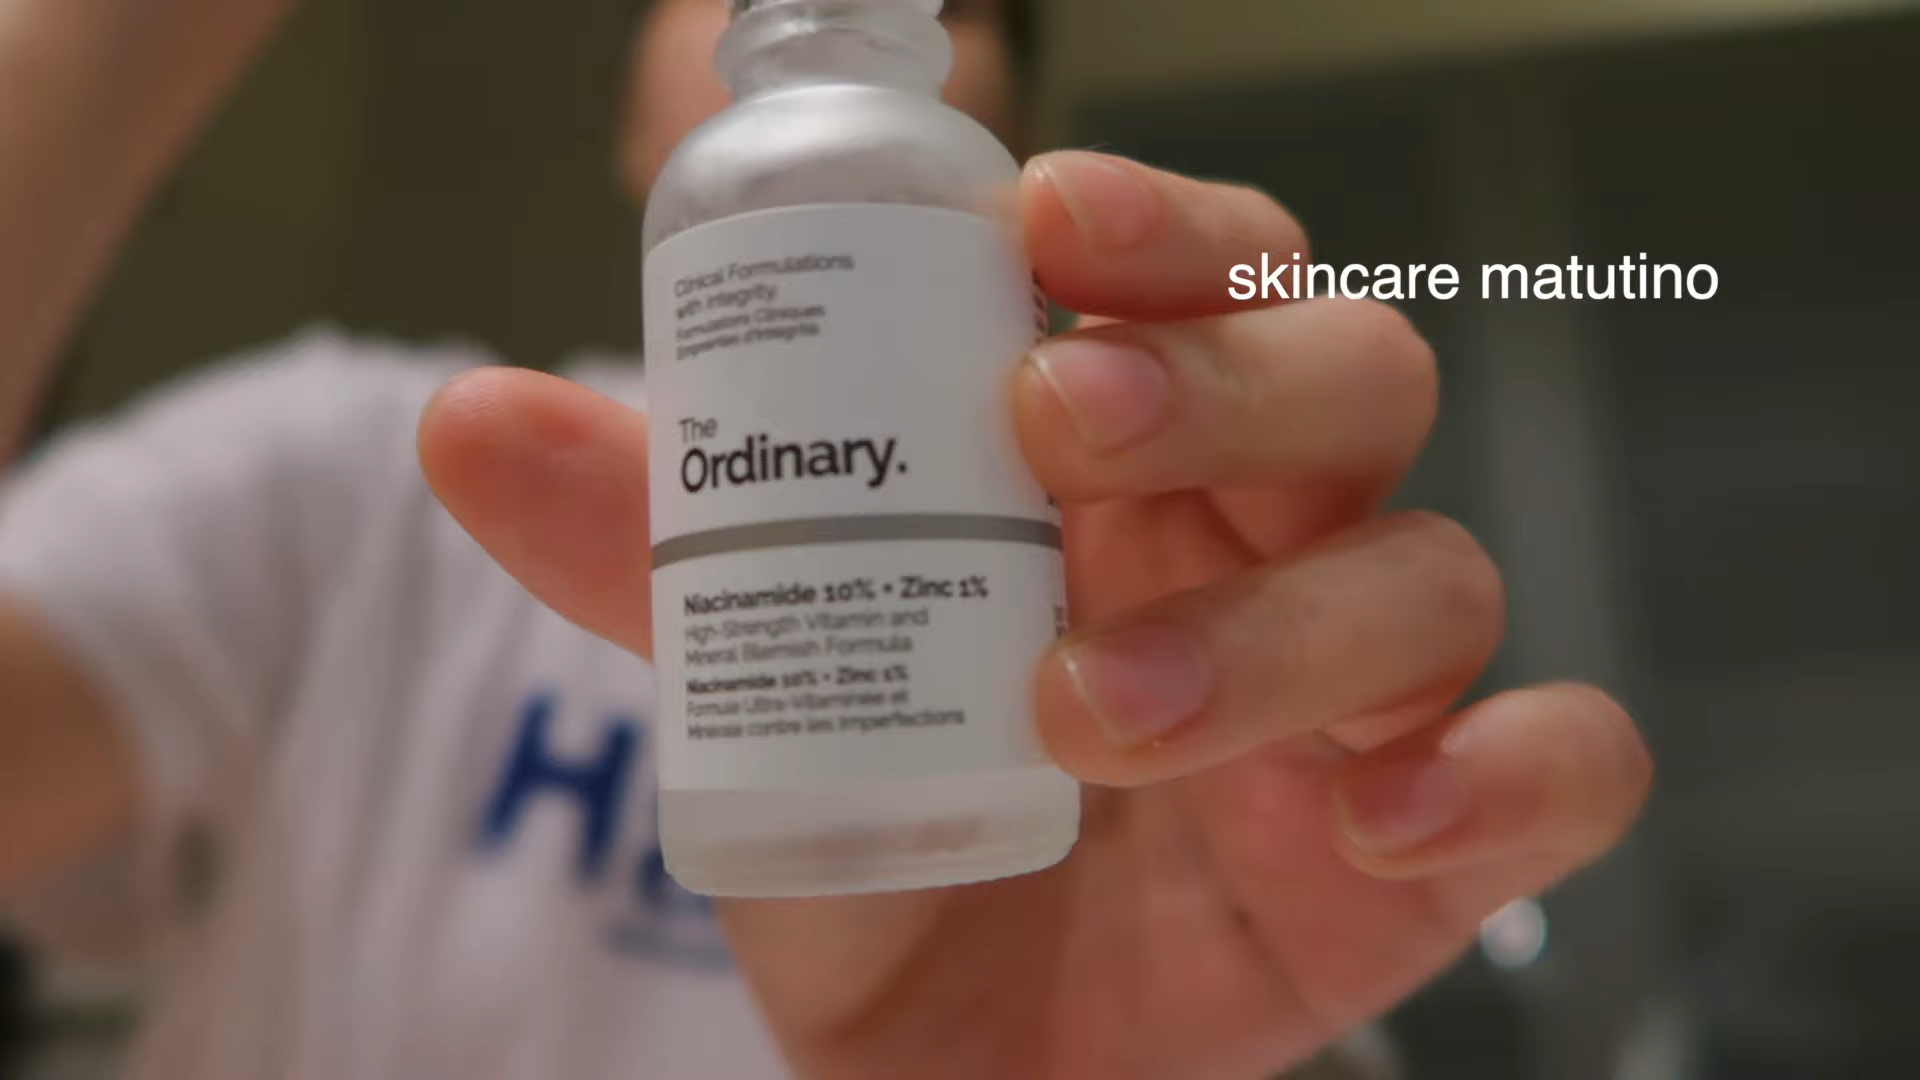 Clinical Formulations
with Integrity.
Formulations Cliniques
Empreintes d'Intégrité.
The
Ordinary.
Niacinamide 10% + Zinc 1%
High-Strength Vitamin and
Mineral Blemish Formula
Niacinamide 10% + Zinc 1%
Formule Ultra-Vitaminée et
Minérale contre les Imperfections
skincare matutino
H